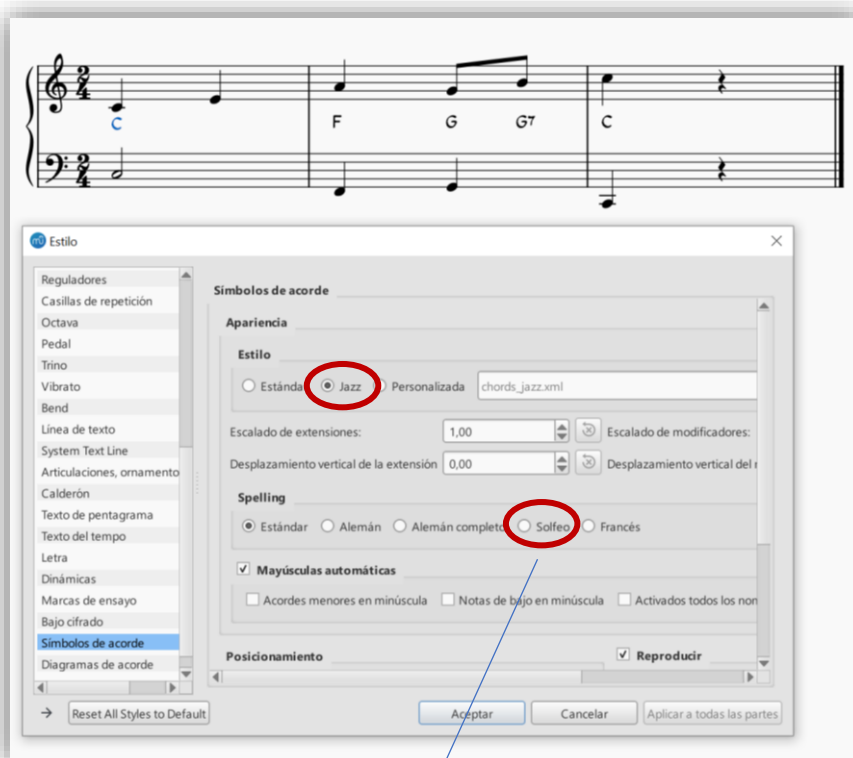 C F G G7 C
Estilo
Reguladores
Casillas de repetición
Octava
Pedal
Trino
Vibrato
Bend
Línea de texto
System Text Line
Articulaciones, ornamento
Calderón
Texto de pentagrama
Texto del tempo
Letra
Dinámicas
Marcas de ensayo
Bajo cifrado
Símbolos de acorde
Diagramas de acorde
Símbolos de acorde
Apariencia
Estilo
Estánda Jazz Personalizada chords_jazz.xml
Escalado de extensiones: 1,00 Escalado de modificadores:
Desplazamiento vertical de la extensión 0,00 Desplazamiento vertical del
Spelling
Estándar Alemán Alemán completo Solfeo Francés
Mayúsculas automáticas
Acordes menores en minúscula Notas de bajo en minúscula Activados todos los non
Posicionamiento Reproducir
Reset All Styles to Default Aceptar Cancelar Aplicar a todas las partes